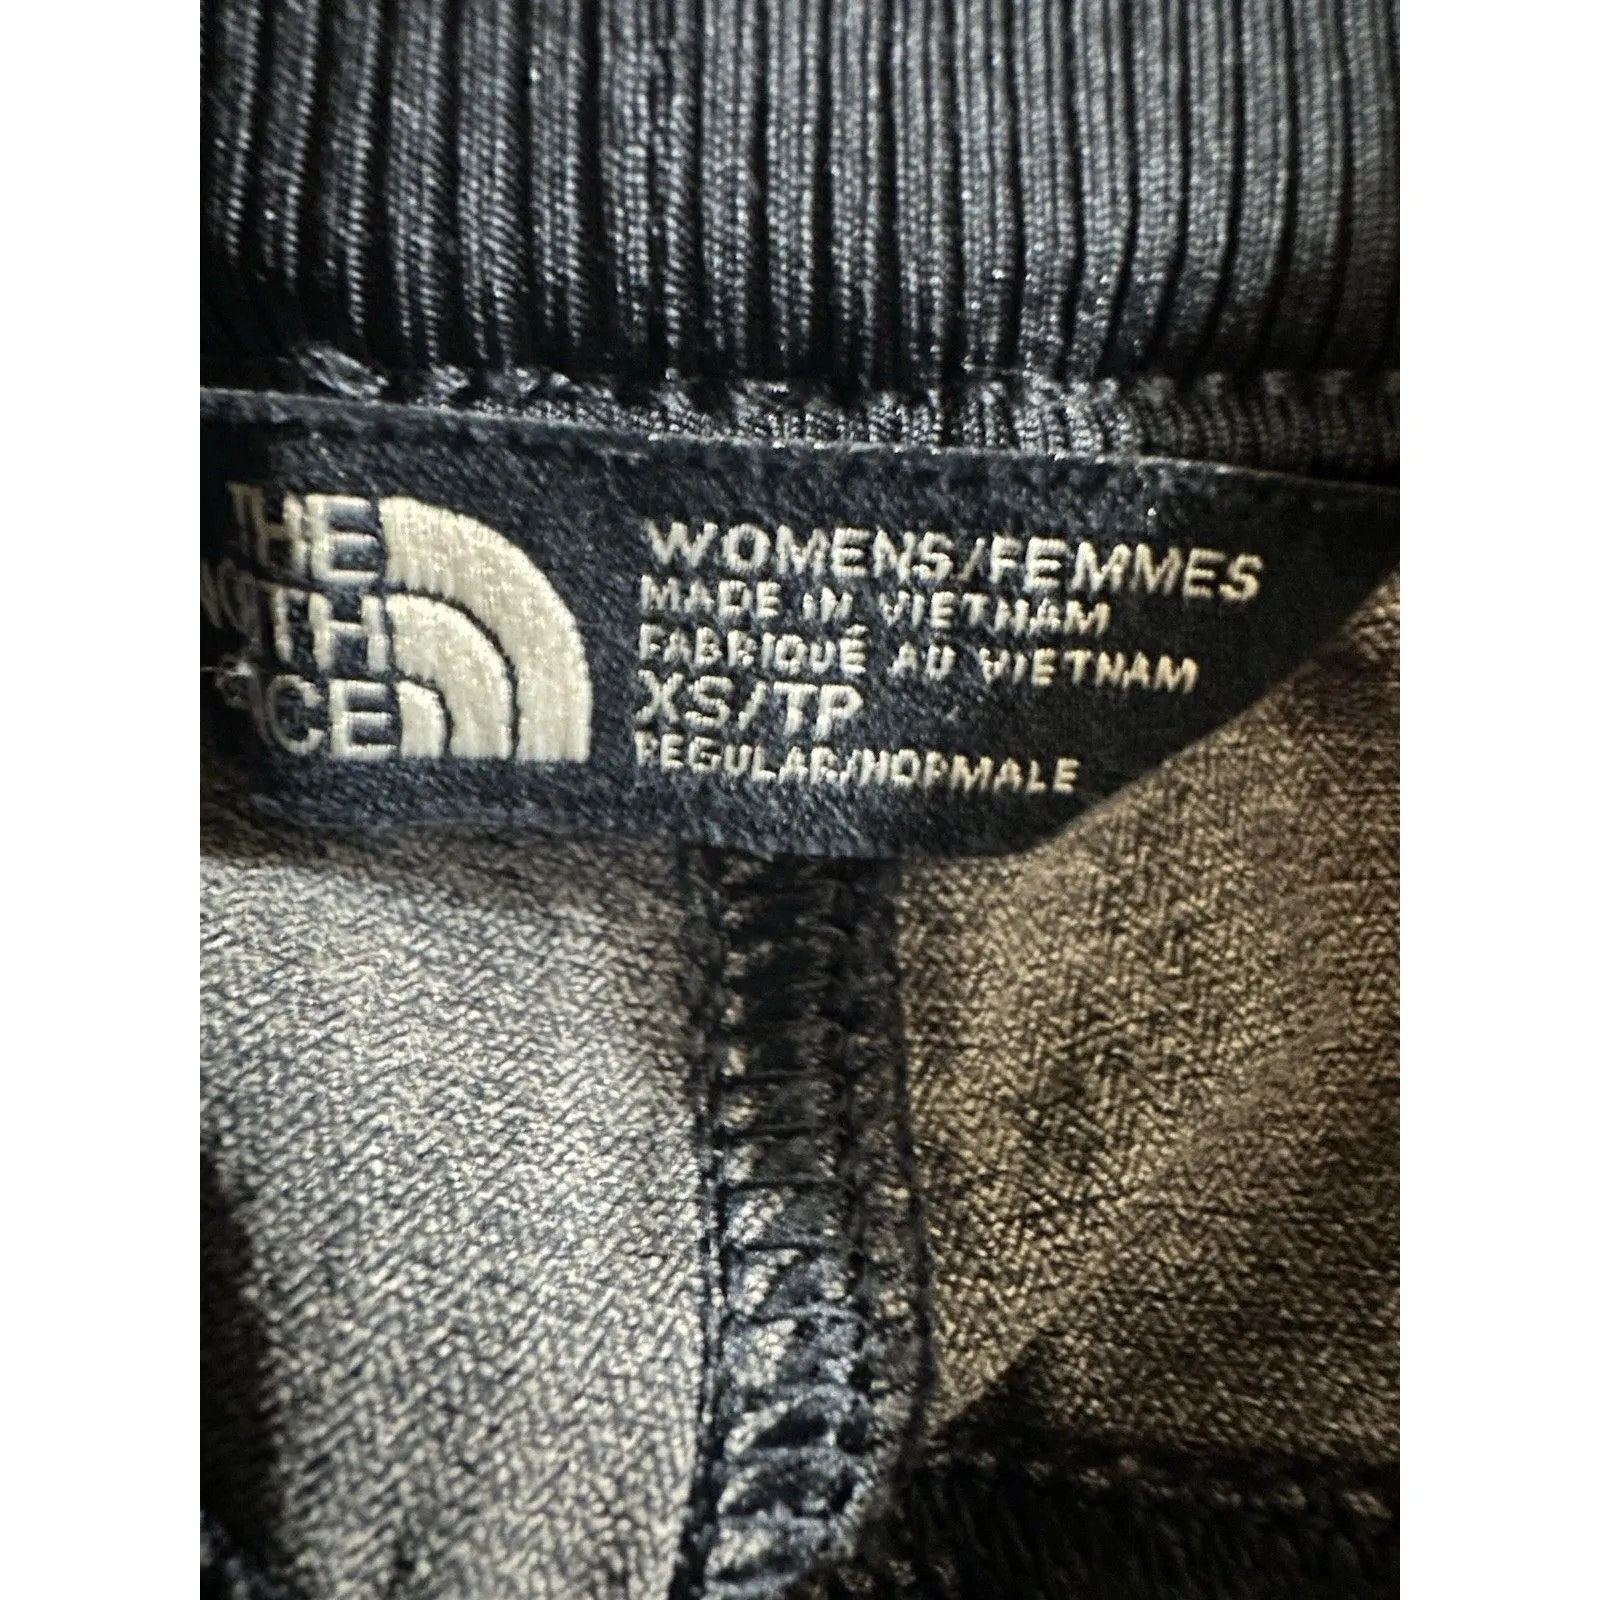 THE
NORTH
FACE
WOMENS/FEMMES
MADE IN VIETNAM
FABRIQUÉ AU VIETNAM
XS/TP
REGULAR/NORMALE